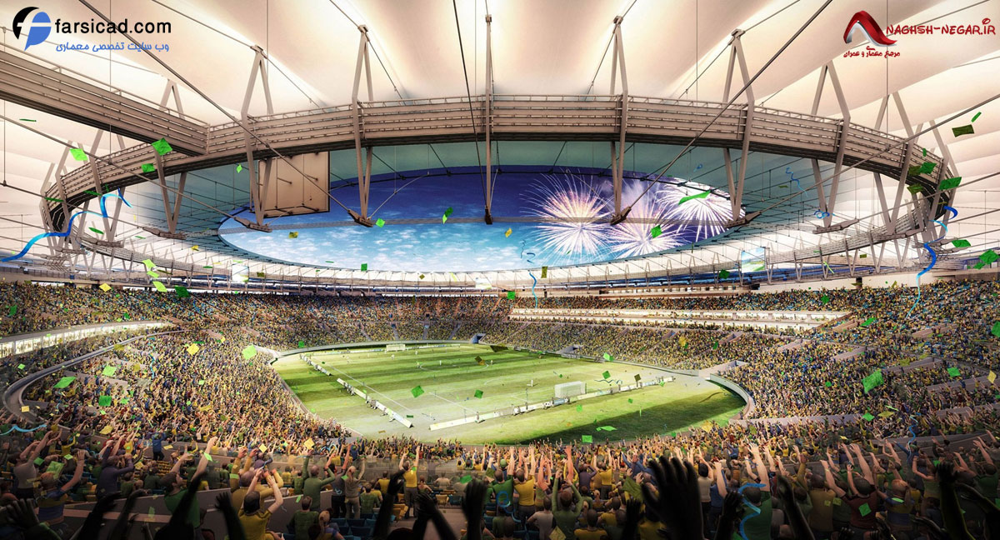 farsicad.com
وب سایت تخصصی معماری
NAGHSH-NEGAR.IR
مرجع معماری و عمران